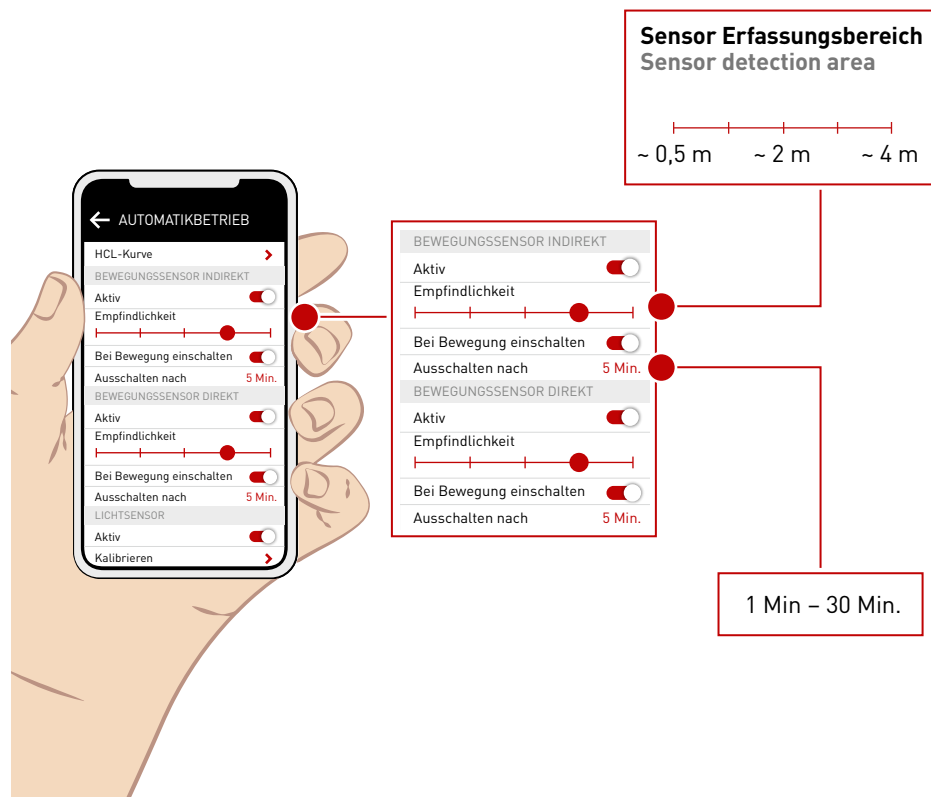 Sensor Erfassungsbereich
Sensor detection area
~ 0,5 m ~ 2 m ~ 4 m
AUTOMATIKBETRIEB
HCL-Kurve
BEWEGUNGSSENSOR INDIREKT
Aktiv
Empfindlichkeit
Bei Bewegung einschalten
Ausschalten nach 5 Min.
BEWEGUNGSSENSOR DIREKT
Aktiv
Empfindlichkeit
Bei Bewegung einschalten
Ausschalten nach 5 Min.
LICHTSENSOR
Aktiv
Kalibrieren
BEWEGUNGSSENSOR INDIREKT
Aktiv
Empfindlichkeit
Bei Bewegung einschalten
Ausschalten nach 5 Min.
BEWEGUNGSSENSOR DIREKT
Aktiv
Empfindlichkeit
Bei Bewegung einschalten
Ausschalten nach 5 Min.
1 Min – 30 Min.